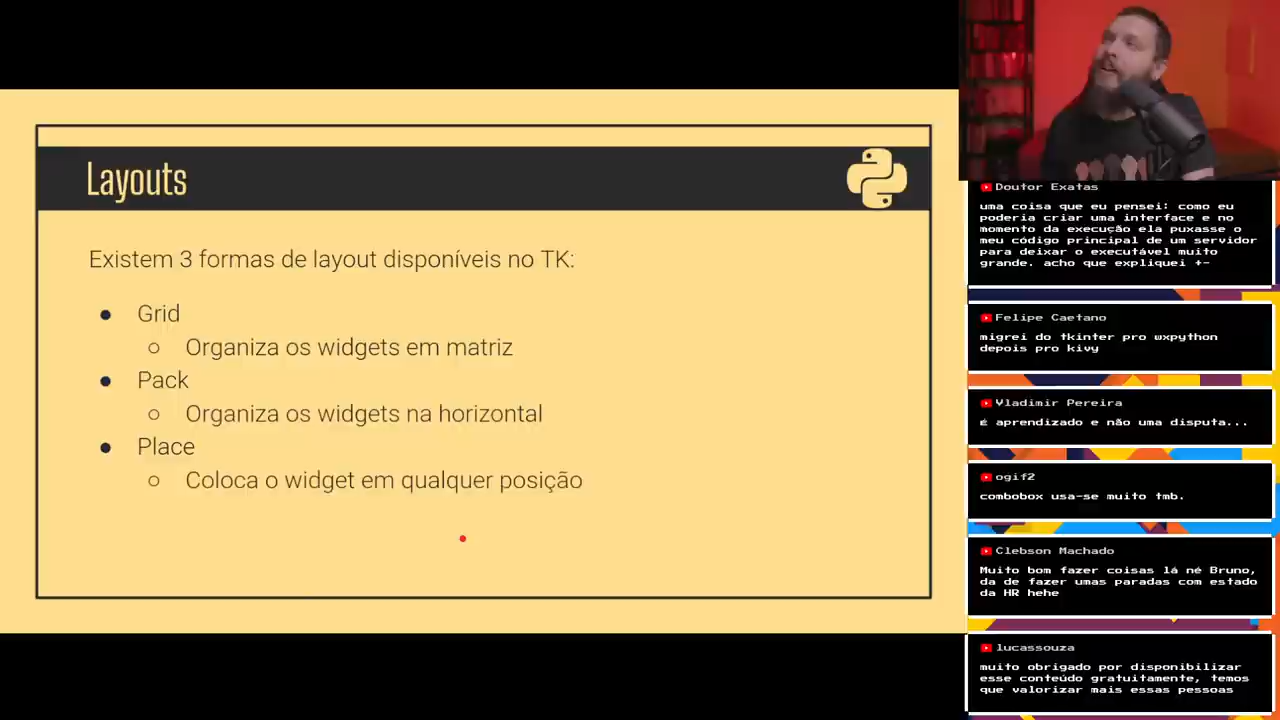 Layouts
Existem 3 formas de layout disponíveis no TK:
● Grid
○ Organiza os widgets em matriz
● Pack
○ Organiza os widgets na horizontal
● Place
○ Coloca o widget em qualquer posição
Doutor Exatas
uma coisa que eu pensei: como eu
poderia criar uma interface e no
momento da execução ela puxasse o
meu código principal de um servidor
para deixar o executável muito
grande. acho que expliquei +-
Felipe Caetano
migrei do tkinter pro wxpython
depois pro kivy
Vladimir Pereira
É aprendizado e não uma disputa...
ogif2
combobox usa-se muito tmb.
Clebson Machado
Muito bom fazer coisas lá né Bruno,
da de fazer umas paradas com estado
da HR hehe
lucassouza
muito obrigado por disponibilizar
esse conteúdo gratuitamente, temos
que valorizar mais essas pessoas